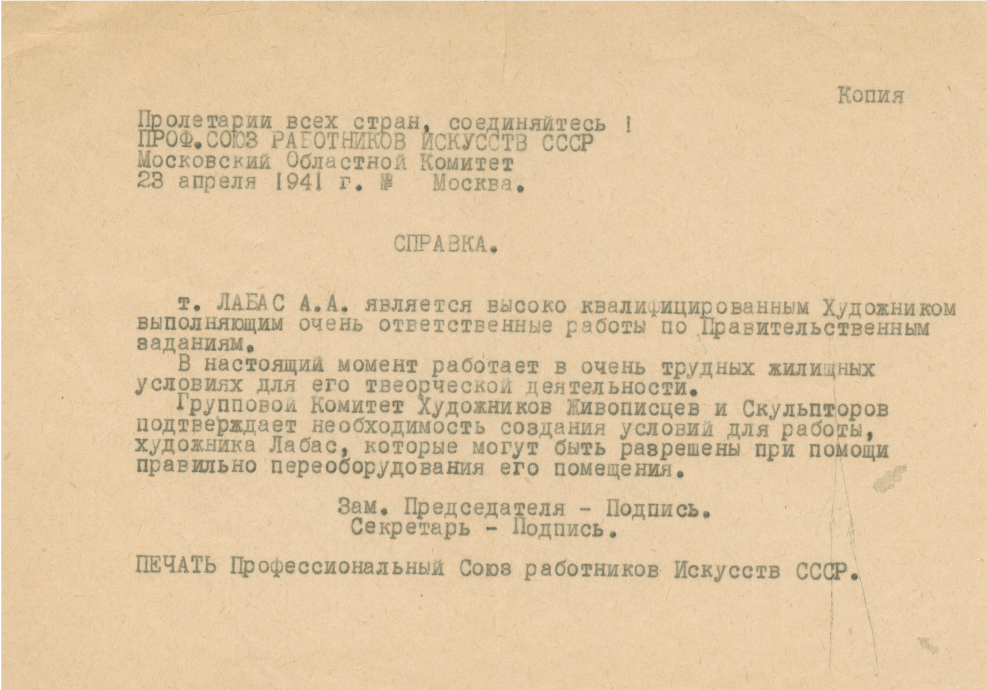 Копия
Пролетарии всех стран, соединяйтесь !
ПРОФ.СОЮЗ РАБОТНИКОВ ИСКУССТВ СССР
Московский Областной Комитет
23 апреля 1941 г. № Москва.
СПРАВКА.
т. ЛАБАС А.А. является высоко квалифицированным Художником
выполняющим очень ответственные работы по Правительственным
заданиям.
В настоящий момент работает в очень трудных жилищных
условиях для его твеорческой деятельности.
Групповой Комитет Художников Живописцев и Скульпторов
подтверждает необходимость создания условий для работы,
художника Лабас, которые могут быть разрешены при помощи
правильно переоборудования его помещения.
Зам. Председателя - Подпись.
Секретарь - Подпись.
ПЕЧАТЬ Профессиональный Союз работников Искусств СССР.